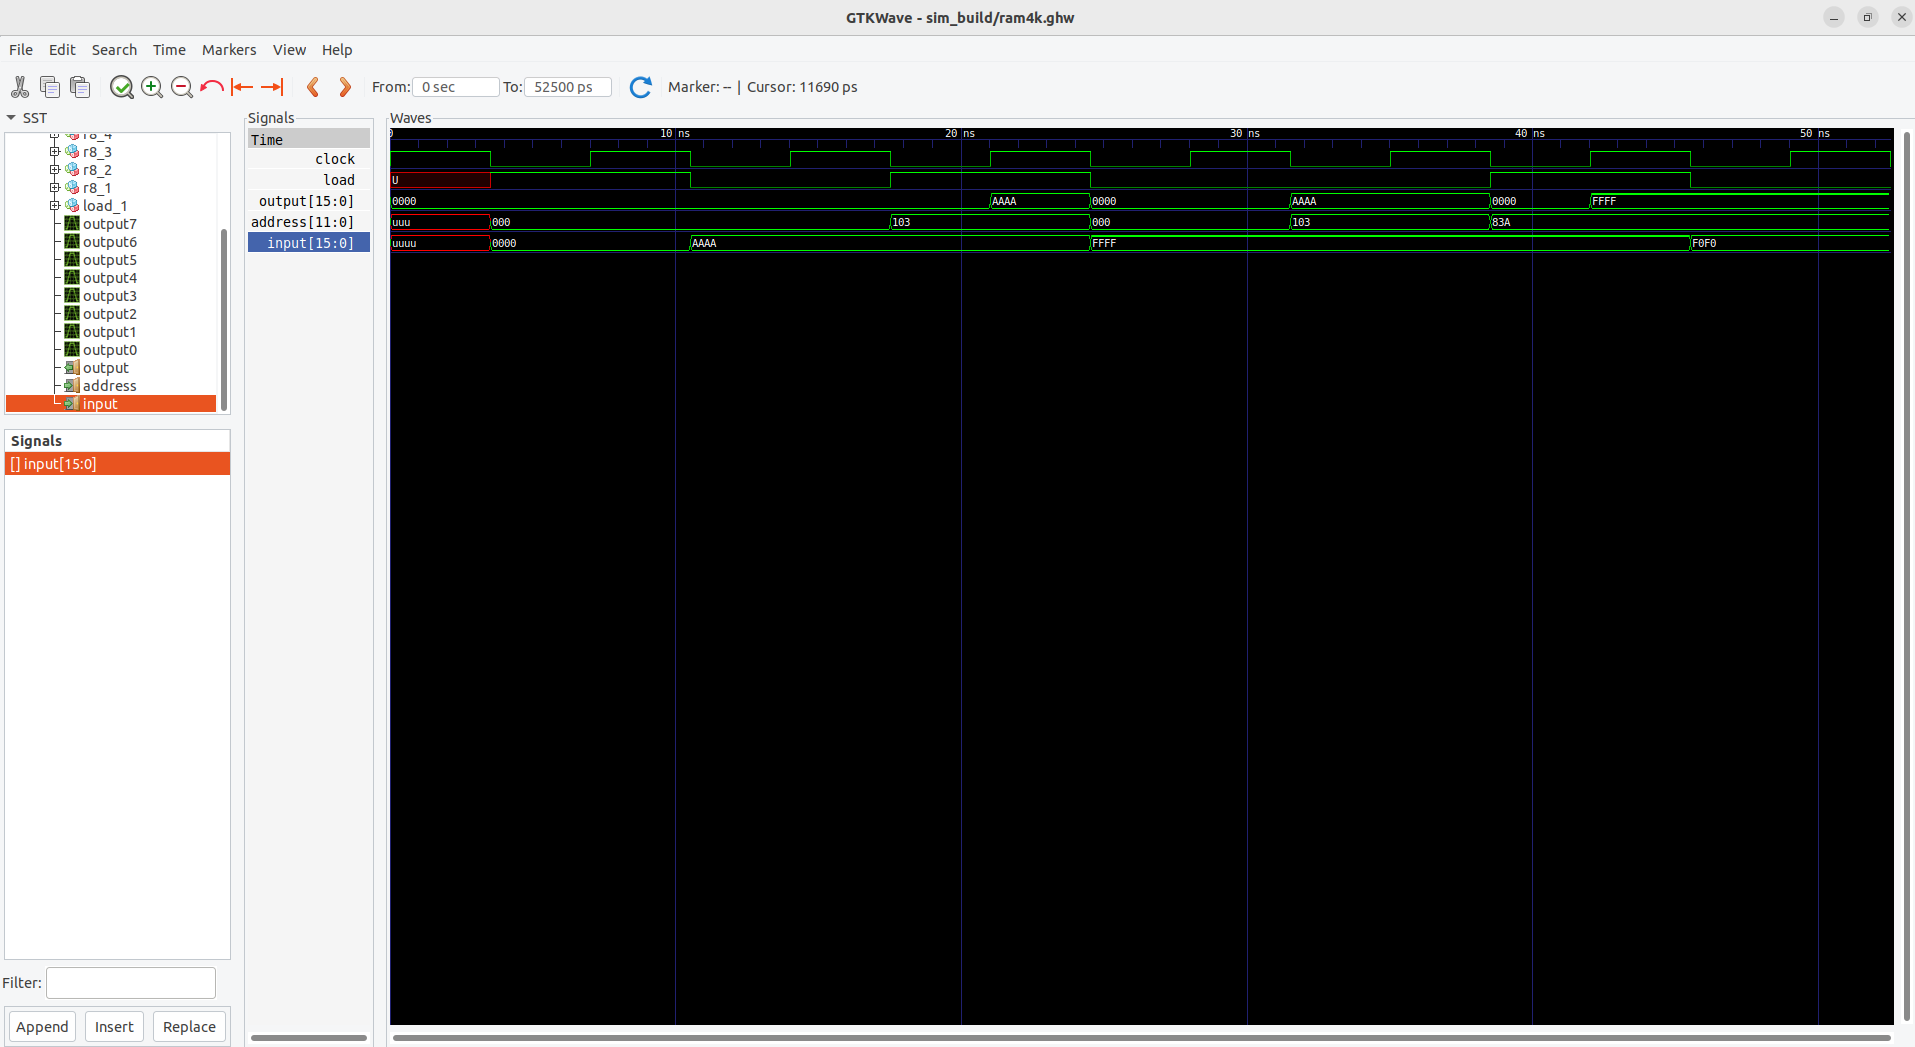 GTKWave - sim_build/ram4k.ghw
File Edit Search Time Markers View Help
From: 0 sec To: 52500 ps Marker: -- | Cursor: 11690 ps
SST
r8_4
r8_3
r8_2
r8_1
load_1
output7
output6
output5
output4
output3
output2
output1
output0
output
address
input
Signals
[] input[15:0]
Filter:
Append Insert Replace
Signals
Time
clock
load
output[15:0]
address[11:0]
input[15:0]
Waves
0 10 ns 20 ns 30 ns 40 ns 50 ns
U
0000 AAAA 0000 AAAA 0000 FFFF
uuu 000 103 000 103 83A
uuuu 0000 AAAA FFFF F0F0